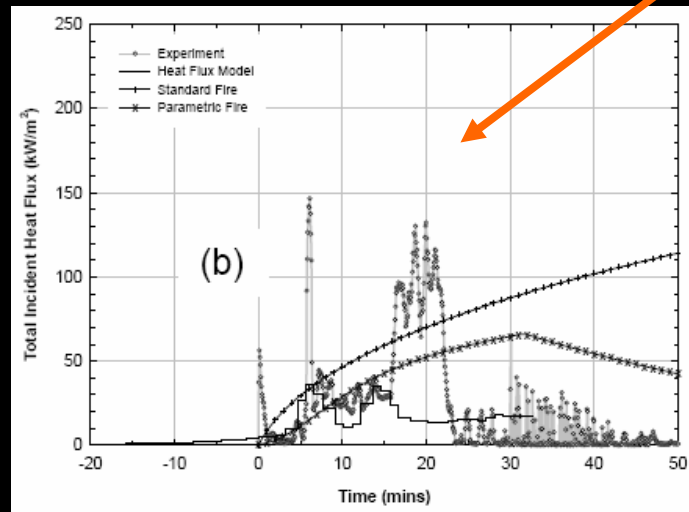 250
200
150
100
50
0
Total Incident Heat Flux (kW/m²)
Experiment
Heat Flux Model
Standard Fire
Parametric Fire
(b)
-20 -10 0 10 20 30 40 50
Time (mins)